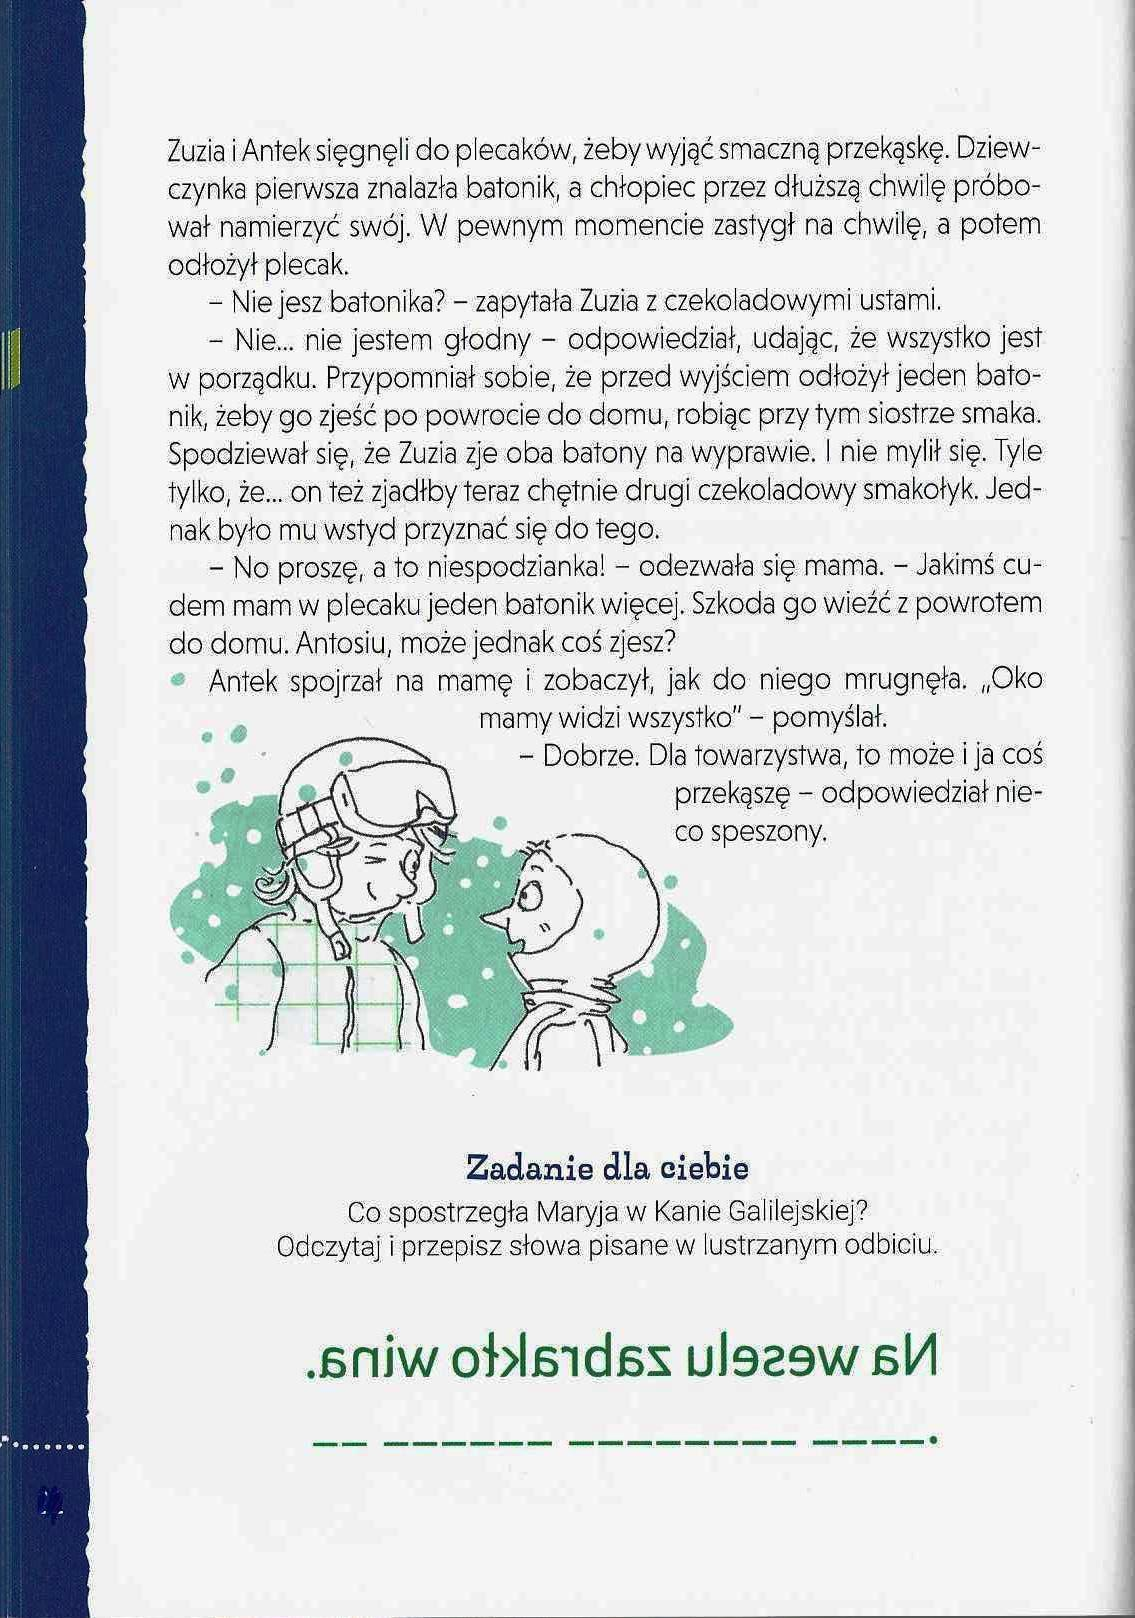 Zuzia i Antek sięgnęli do plecaków, żeby wyjąć smaczną przekąskę. Dziew-
czynka pierwsza znalazła batonik, a chłopiec przez dłuższą chwilę próbo-
wał namierzyć swój. W pewnym momencie zastygł na chwilę, a potem
odłożył plecak.
– Nie jesz batonika? – zapytała Zuzia z czekoladowymi ustami.
– Nie... nie jestem głodny – odpowiedział, udając, że wszystko jest
w porządku. Przypomniał sobie, że przed wyjściem odłożył jeden bato-
nik, żeby go zjeść po powrocie do domu, robiąc przy tym siostrze smaka.
Spodziewał się, że Zuzia zje oba batony na wyprawie. I nie mylił się. Tyle
tylko, że... on też zjadłby teraz chętnie drugi czekoladowy smakołyk. Jed-
nak było mu wstyd przyznać się do tego.
– No proszę, a to niespodzianka! – odezwała się mama. – Jakimś cu-
dem mam w plecaku jeden batonik więcej. Szkoda go wieźć z powrotem
do domu. Antosiu, może jednak coś zjesz?
Antek spojrzał na mamę i zobaczył, jak do niego mrugnęła. „Oko
mamy widzi wszystko” – pomyślał.
– Dobrze. Dla towarzystwa, to może i ja coś
przekąszę – odpowiedział nie-
co speszony.
Zadanie dla ciebie
Co spostrzegła Maryja w Kanie Galilejskiej?
Odczytaj i przepisz słowa pisane w lustrzanym odbiciu.
Na weselu zabrakło wina.